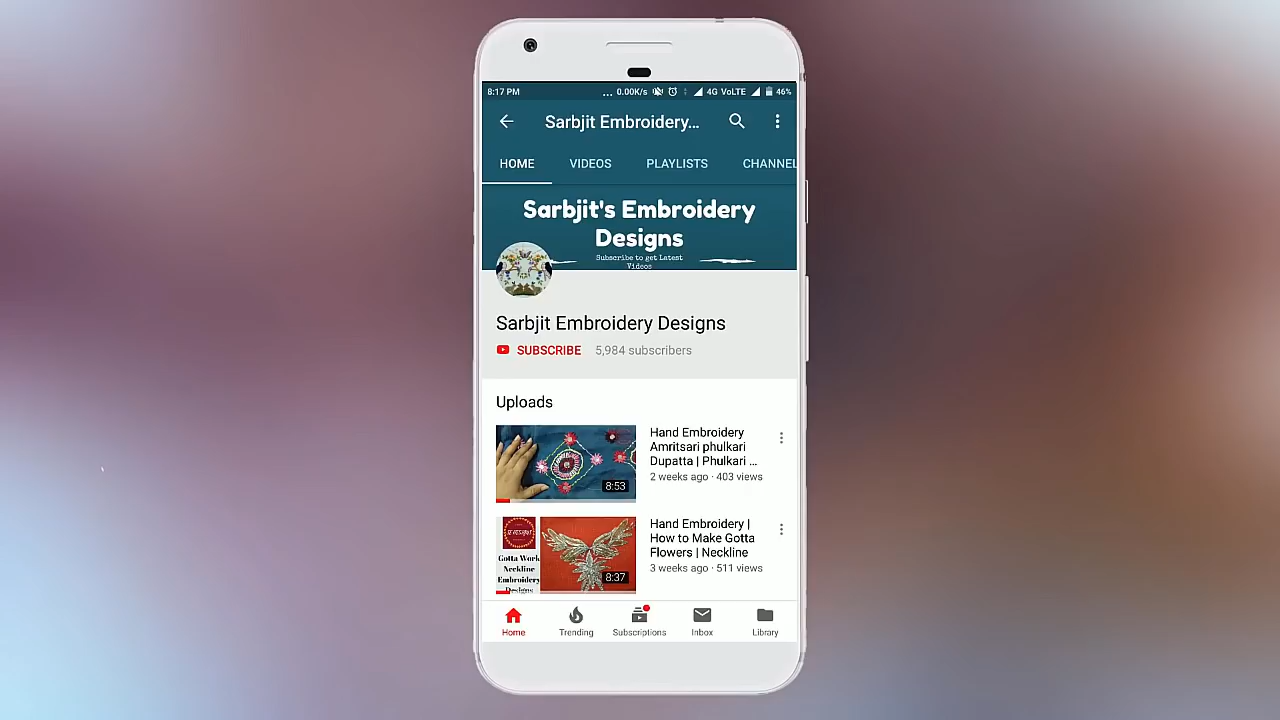 8:17 PM
... 0.00K/s 4G VoLTE 46%
Sarbjit Embroidery...
HOME VIDEOS PLAYLISTS CHANNEL
Sarbjit's Embroidery
Designs
Subscribe to get Latest
Videos
Sarbjit Embroidery Designs
SUBSCRIBE 5,984 subscribers
Uploads
8:53
Hand Embroidery
Amritsari phulkari
Dupatta | Phulkari ...
2 weeks ago · 403 views
Gotta Work
Neckline
Embroidery
Designs
8:37
Hand Embroidery |
How to Make Gotta
Flowers | Neckline
3 weeks ago · 511 views
Home Trending Subscriptions Inbox Library